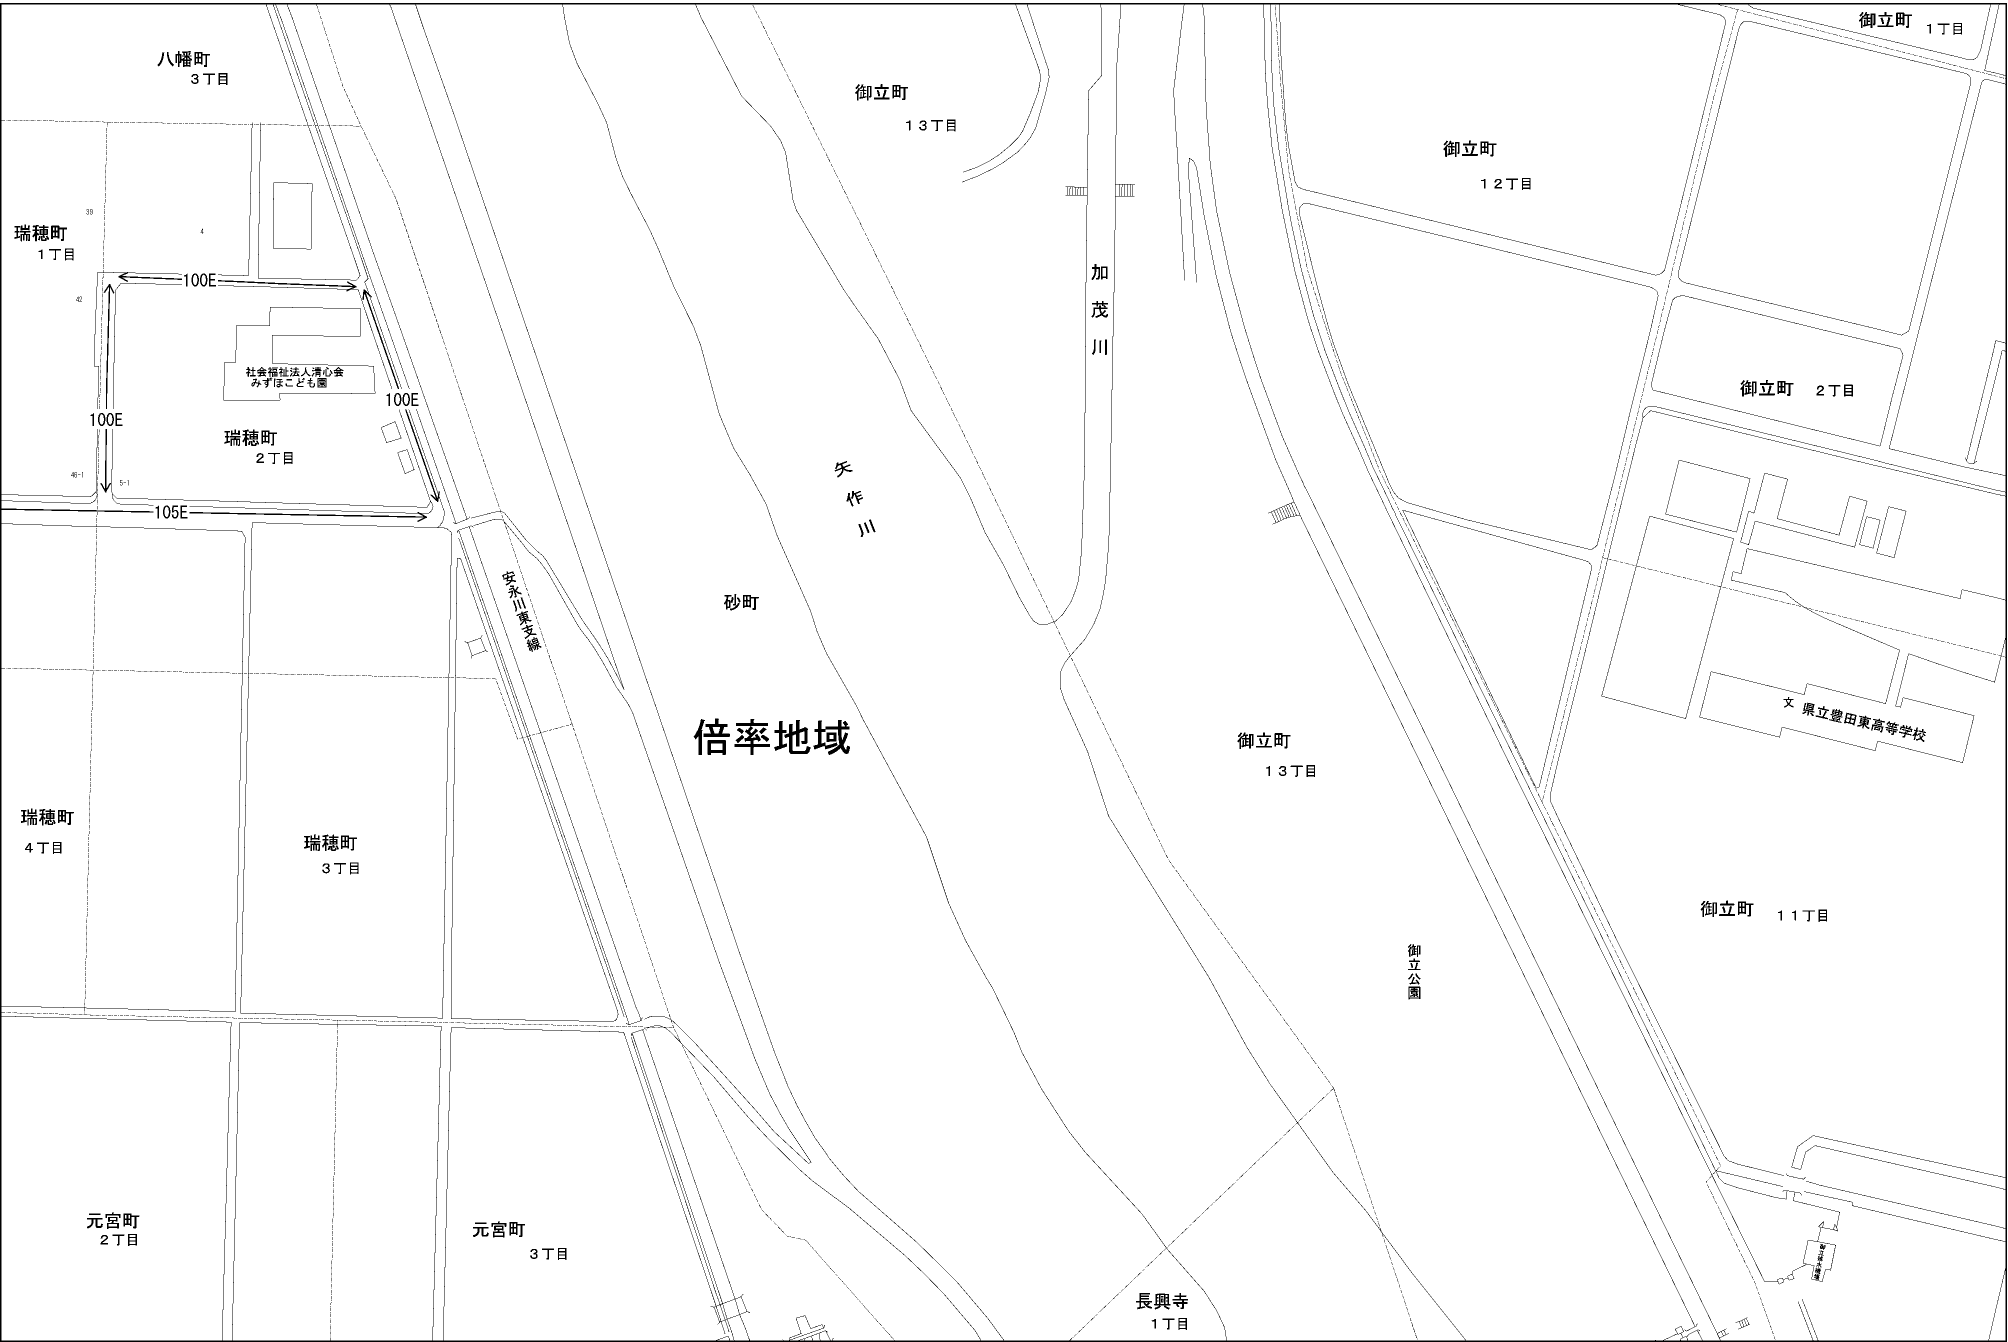 御立町 1丁目
八幡町
3丁目
御立町
13丁目
御立町
12丁目
39
4
瑞穂町
1丁目
100E
42
加茂川
社会福祉法人清心会
みずほこども園
100E
100E
瑞穂町
2丁目
御立町 2丁目
46-1
5-1
105E
矢作川
安永川東支線
砂町
倍率地域
文 県立豊田東高等学校
御立町
13丁目
瑞穂町
4丁目
瑞穂町
3丁目
御立町 11丁目
御立公園
元宮町
2丁目
元宮町
3丁目
長興寺
1丁目